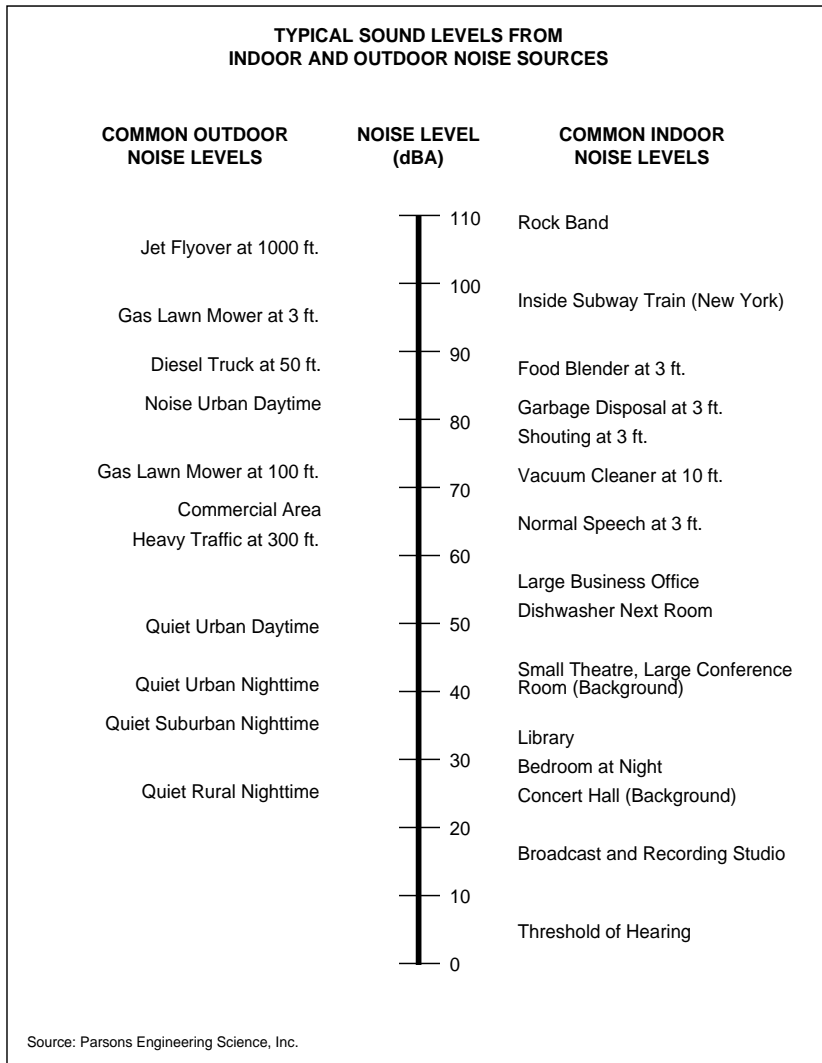 TYPICAL SOUND LEVELS FROM
INDOOR AND OUTDOOR NOISE SOURCES
COMMON OUTDOOR
NOISE LEVELS
NOISE LEVEL
(dBA)
COMMON INDOOR
NOISE LEVELS
110
Rock Band
Jet Flyover at 1000 ft.
100
Inside Subway Train (New York)
Gas Lawn Mower at 3 ft.
90
Diesel Truck at 50 ft.
Food Blender at 3 ft.
Noise Urban Daytime
Garbage Disposal at 3 ft.
80
Shouting at 3 ft.
Gas Lawn Mower at 100 ft.
Vacuum Cleaner at 10 ft.
70
Commercial Area
Normal Speech at 3 ft.
Heavy Traffic at 300 ft.
60
Large Business Office
Dishwasher Next Room
50
Quiet Urban Daytime
Small Theatre, Large Conference
Room (Background)
Quiet Urban Nighttime
40
Quiet Suburban Nighttime
Library
30
Bedroom at Night
Quiet Rural Nighttime
Concert Hall (Background)
20
Broadcast and Recording Studio
10
Threshold of Hearing
0
Source: Parsons Engineering Science, Inc.